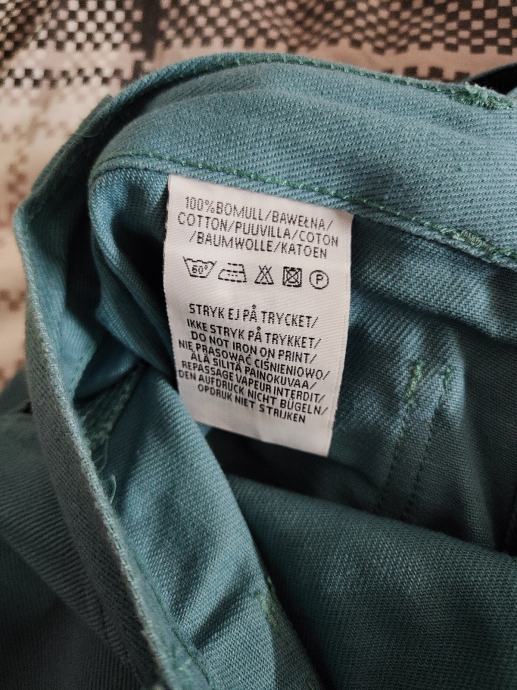 100%BOMULL/BAWEŁNA/
COTTON/PUUVILLA/COTON
/BAUMWOLLE/KATOEN
60° P
STRYK EJ PÅ TRYCKET/
IKKE STRYK PÅ TRYKKET/
DO NOT IRON ON PRINT/
NIE PRASOWAĆ CIŚNIENIOWO/
ÄLÄ SILITÄ PAINOKUVAA/
REPASSAGE VAPEUR INTERDIT/
DEN AUFDRUCK NICHT BÜGELN/
OPDRUK NIET STRIJKEN